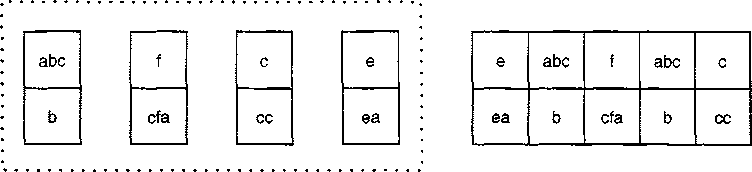 abc f c e e abc f abc c
b cfa cc ea ea b cfa b cc